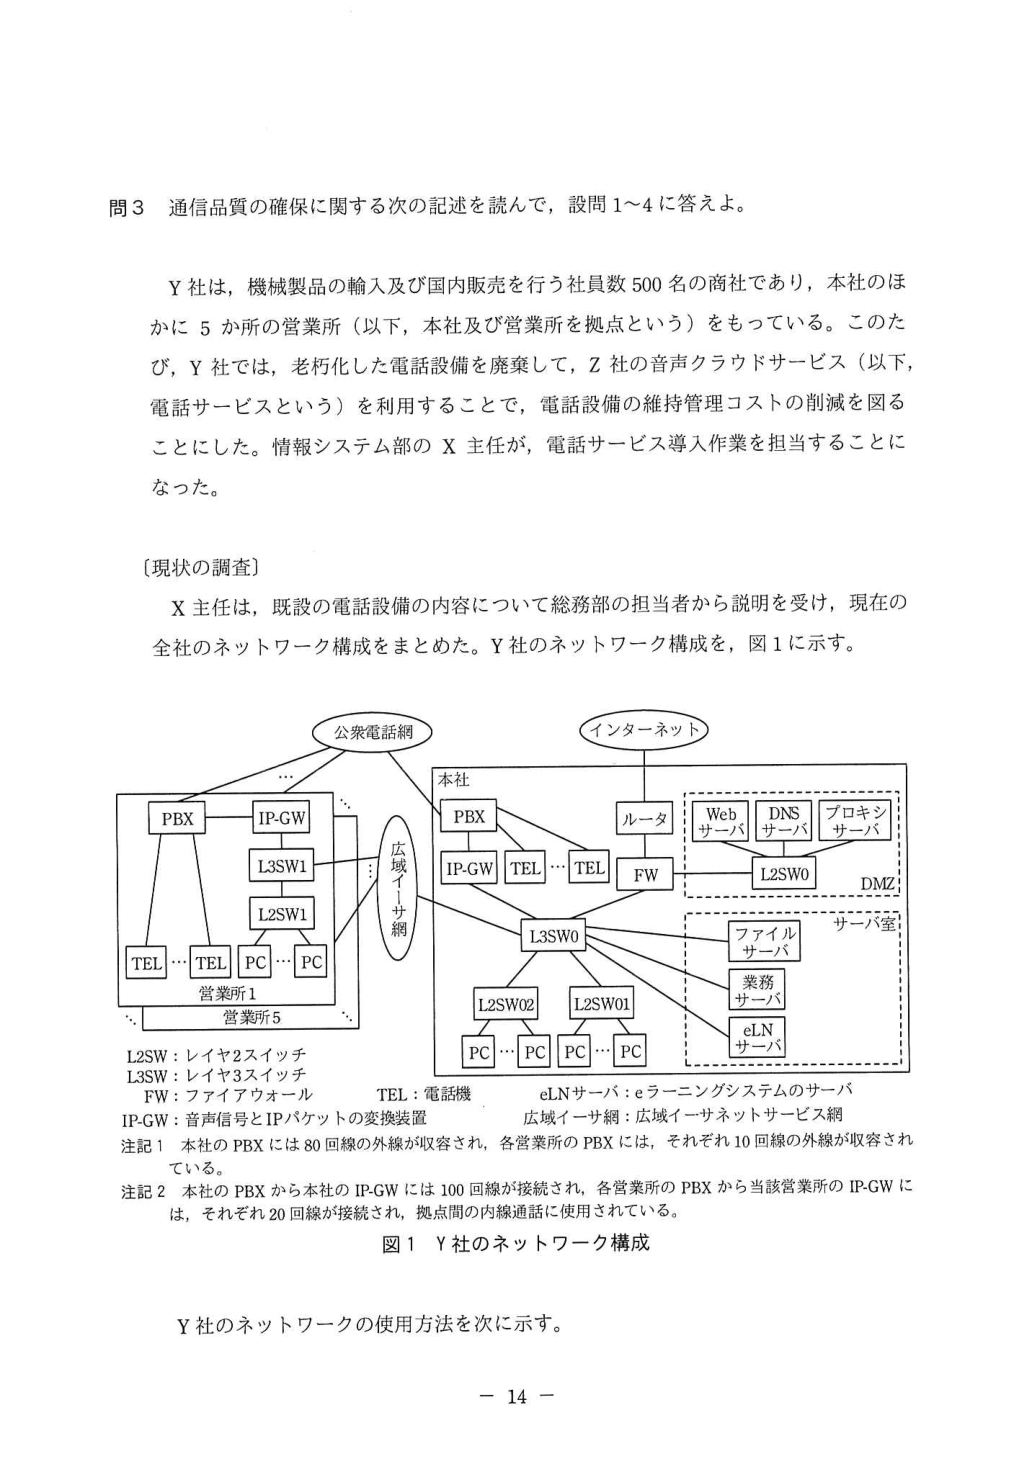 問3　通信品質の確保に関する次の記述を読んで，設問1～4に答えよ。
Y社は，機械製品の輸入及び国内販売を行う社員数500名の商社であり，本社のほ
かに5か所の営業所（以下，本社及び営業所を拠点という）をもっている。このた
び，Y社では，老朽化した電話設備を廃棄して，Z社の音声クラウドサービス（以下，
電話サービスという）を利用することで，電話設備の維持管理コストの削減を図る
ことにした。情報システム部のX主任が，電話サービス導入作業を担当することに
なった。
〔現状の調査〕
X主任は，既設の電話設備の内容について総務部の担当者から説明を受け，現在の
全社のネットワーク構成をまとめた。Y社のネットワーク構成を，図1に示す。
公衆電話網
インターネット
本社
PBX
IP-GW
L3SW1
L2SW1
TEL … TEL
PC … PC
営業所1
営業所5
広域イーサ網
PBX
IP-GW
TEL … TEL
ルータ
FW
Web
サーバ
DNS
サーバ
プロキシ
サーバ
L2SW0
DMZ
L3SW0
サーバ室
ファイル
サーバ
業務
サーバ
eLN
サーバ
L2SW02
L2SW01
PC … PC
PC … PC
L2SW：レイヤ2スイッチ
L3SW：レイヤ3スイッチ
FW：ファイアウォール
TEL：電話機
eLNサーバ：eラーニングシステムのサーバ
IP-GW：音声信号とIPパケットの変換装置
広域イーサ網：広域イーサネットサービス網
注記1　本社のPBXには80回線の外線が収容され，各営業所のPBXには，それぞれ10回線の外線が収容され
ている。
注記2　本社のPBXから本社のIP-GWには100回線が接続され，各営業所のPBXから当該営業所のIP-GWに
は，それぞれ20回線が接続され，拠点間の内線通話に使用されている。
図1　Y社のネットワーク構成
Y社のネットワークの使用方法を次に示す。
－ 14 －